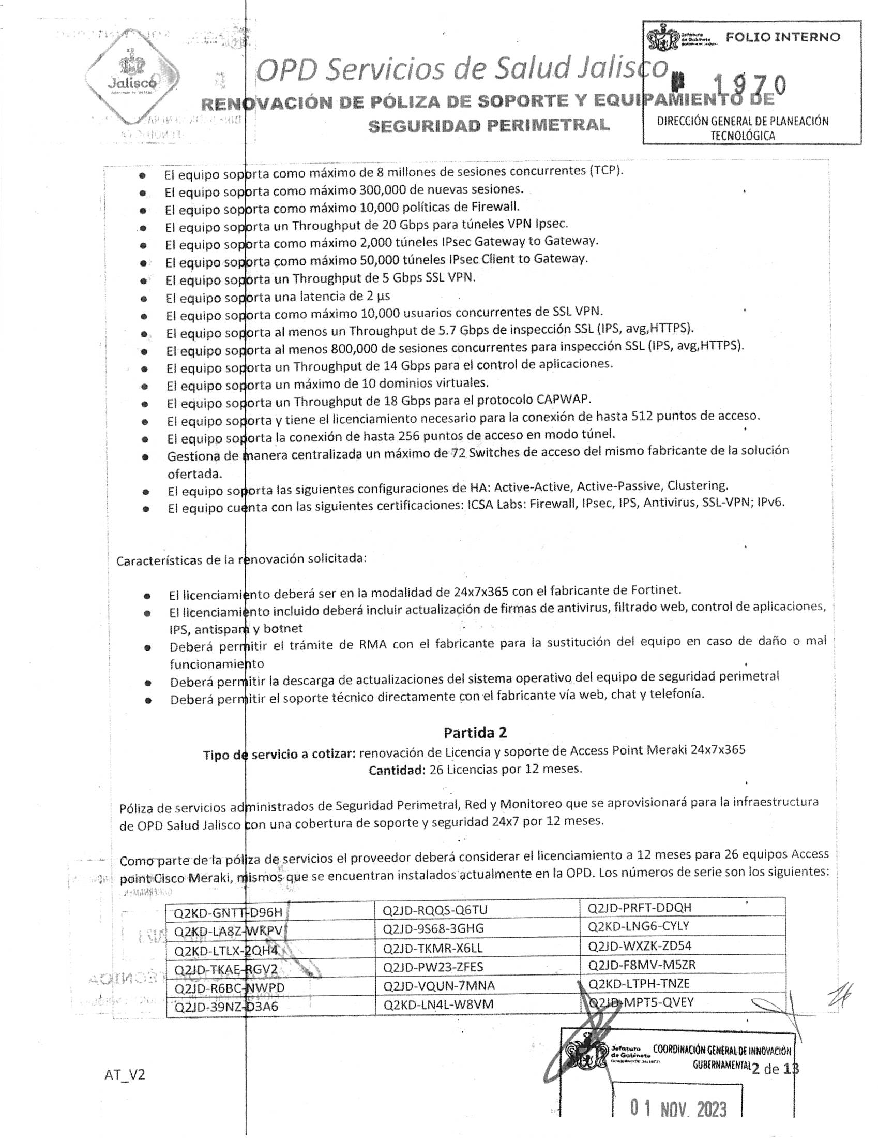 Jalisco
Jefatura
de Gabinete
FOLIO INTERNO
OPD Servicios de Salud Jalisco
1970
RENOVACIÓN DE PÓLIZA DE SOPORTE Y EQUIPAMIENTO DE
SEGURIDAD PERIMETRAL
DIRECCIÓN GENERAL DE PLANEACIÓN
TECNOLÓGICA
• El equipo soporta como máximo de 8 millones de sesiones concurrentes (TCP).
• El equipo soporta como máximo 300,000 de nuevas sesiones.
• El equipo soporta como máximo 10,000 políticas de Firewall.
• El equipo soporta un Throughput de 20 Gbps para túneles VPN Ipsec.
• El equipo soporta como máximo 2,000 túneles IPsec Gateway to Gateway.
• El equipo soporta como máximo 50,000 túneles IPsec Client to Gateway.
• El equipo soporta un Throughput de 5 Gbps SSL VPN.
• El equipo soporta una latencia de 2 µs
• El equipo soporta como máximo 10,000 usuarios concurrentes de SSL VPN.
• El equipo soporta al menos un Throughput de 5.7 Gbps de inspección SSL (IPS, avg,HTTPS).
• El equipo soporta al menos 800,000 de sesiones concurrentes para inspección SSL (IPS, avg,HTTPS).
• El equipo soporta un Throughput de 14 Gbps para el control de aplicaciones.
• El equipo soporta un máximo de 10 dominios virtuales.
• El equipo soporta un Throughput de 18 Gbps para el protocolo CAPWAP.
• El equipo soporta y tiene el licenciamiento necesario para la conexión de hasta 512 puntos de acceso.
• El equipo soporta la conexión de hasta 256 puntos de acceso en modo túnel.
• Gestiona de manera centralizada un máximo de 72 Switches de acceso del mismo fabricante de la solución
ofertada.
• El equipo soporta las siguientes configuraciones de HA: Active-Active, Active-Passive, Clustering.
• El equipo cuenta con las siguientes certificaciones: ICSA Labs: Firewall, IPsec, IPS, Antivirus, SSL-VPN; IPv6.
Características de la renovación solicitada:
• El licenciamiento deberá ser en la modalidad de 24x7x365 con el fabricante de Fortinet.
• El licenciamiento incluido deberá incluir actualización de firmas de antivirus, filtrado web, control de aplicaciones,
IPS, antispam y botnet
• Deberá permitir el trámite de RMA con el fabricante para la sustitución del equipo en caso de daño o mal
funcionamiento
• Deberá permitir la descarga de actualizaciones del sistema operativo del equipo de seguridad perimetral
• Deberá permitir el soporte técnico directamente con el fabricante vía web, chat y telefonía.
Partida 2
Tipo de servicio a cotizar: renovación de Licencia y soporte de Access Point Meraki 24x7x365
Cantidad: 26 Licencias por 12 meses.
Póliza de servicios administrados de Seguridad Perimetral, Red y Monitoreo que se aprovisionará para la infraestructura
de OPD Salud Jalisco con una cobertura de soporte y seguridad 24x7 por 12 meses.
Como parte de la póliza de servicios el proveedor deberá considerar el licenciamiento a 12 meses para 26 equipos Access
point Cisco Meraki, mismos que se encuentran instalados actualmente en la OPD. Los números de serie son los siguientes:
Q2KD-GNTT-D96H Q2JD-RQQS-Q6TU Q2JD-PRFT-DDQH
Q2KD-LA8Z-WKPV Q2JD-9S68-3GHG Q2KD-LNG6-CYLY
Q2KD-LTLX-2QH4 Q2JD-TKMR-X6LL Q2JD-WXZK-ZD54
Q2JD-TKAE-RGV2 Q2JD-PW23-ZFES Q2JD-F8MV-M5ZR
Q2JD-R6BC-NWPD Q2JD-VQUN-7MNA Q2KD-LTPH-TNZE
Q2JD-39NZ-D3A6 Q2KD-LN4L-W8VM Q2JD-MPT5-QVEY
Jefatura
de Gabinete
COORDINACIÓN GENERAL DE INNOVACIÓN
GUBERNAMENTAL
2 de 13
AT_V2
01 NOV. 2023